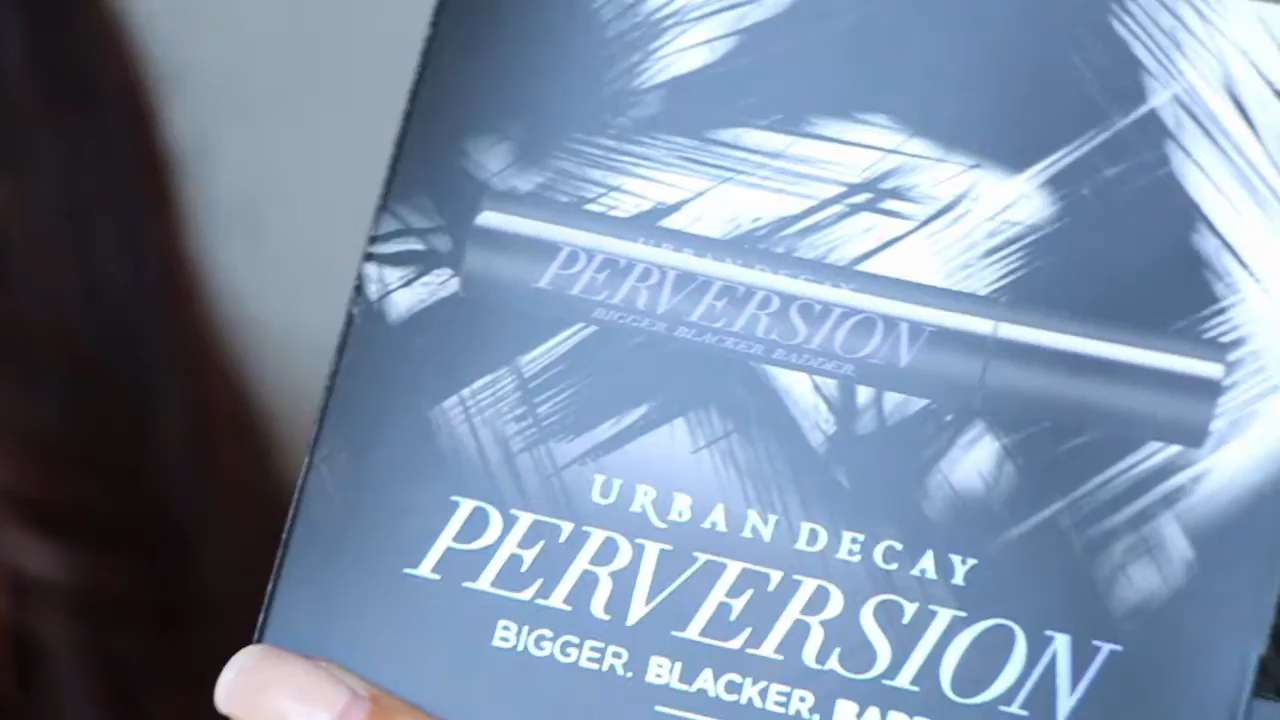 URBAN DECAY
PERVERSION
BIGGER. BLACKER. BADDER.
URBAN DECAY
PERVERSION
BIGGER. BLACKER.